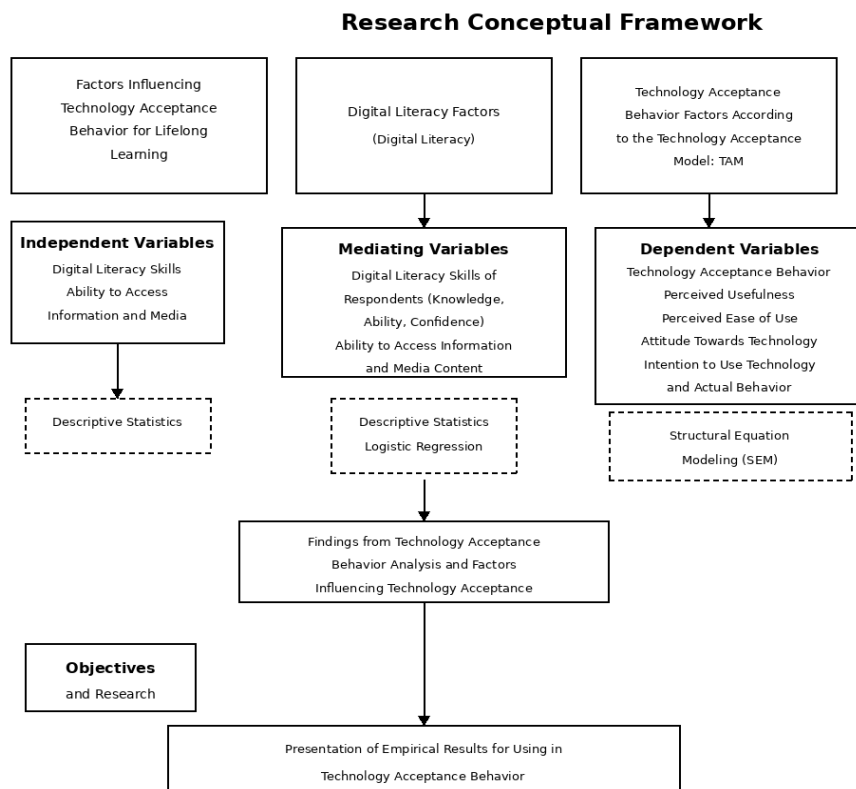 Research Conceptual Framework
Factors Influencing
Technology Acceptance
Behavior for Lifelong
Learning
Digital Literacy Factors
(Digital Literacy)
Technology Acceptance
Behavior Factors According
to the Technology Acceptance
Model: TAM
Independent Variables
Digital Literacy Skills
Ability to Access
Information and Media
Mediating Variables
Digital Literacy Skills of
Respondents (Knowledge,
Ability, Confidence)
Ability to Access Information
and Media Content
Dependent Variables
Technology Acceptance Behavior
Perceived Usefulness
Perceived Ease of Use
Attitude Towards Technology
Intention to Use Technology
and Actual Behavior
Descriptive Statistics
Descriptive Statistics
Logistic Regression
Structural Equation
Modeling (SEM)
Findings from Technology Acceptance
Behavior Analysis and Factors
Influencing Technology Acceptance
Objectives
and Research
Presentation of Empirical Results for Using in
Technology Acceptance Behavior